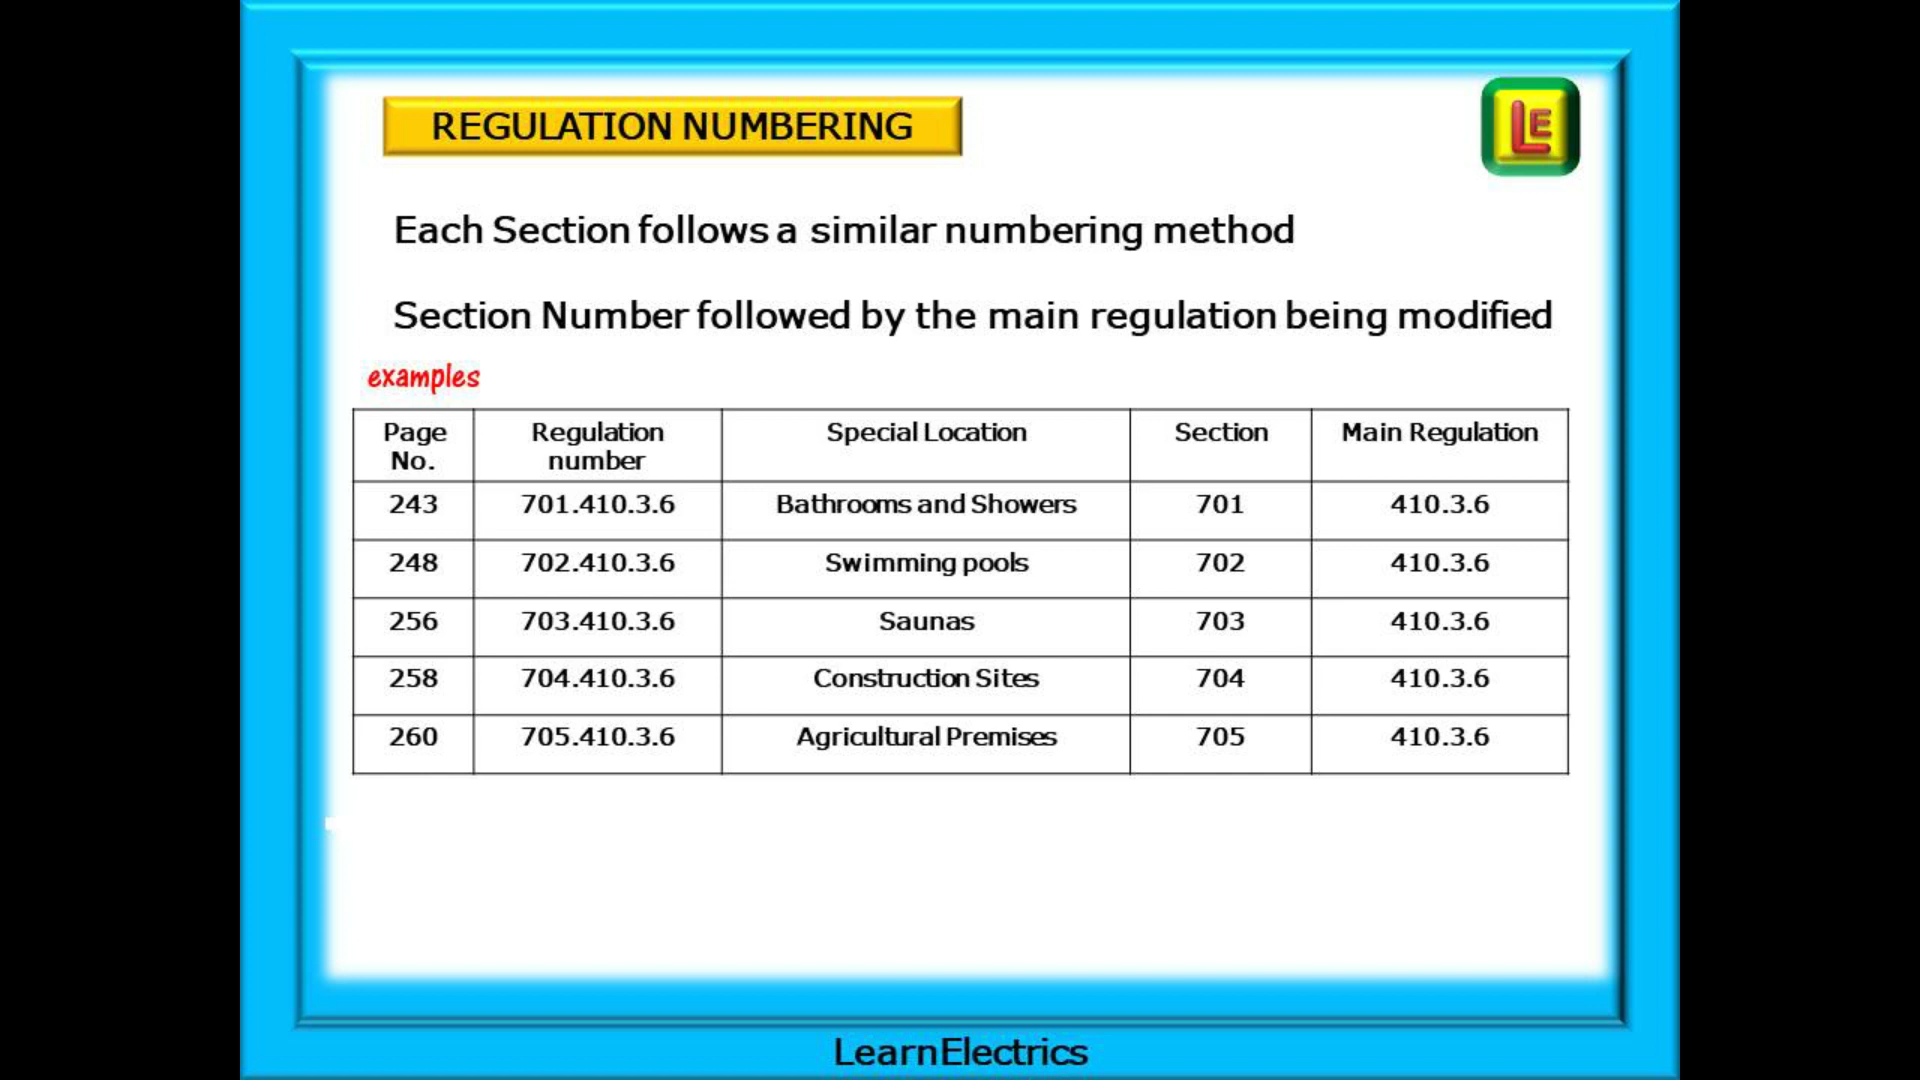 REGULATION NUMBERING
LE
Each Section follows a similar numbering method
Section Number followed by the main regulation being modified
examples
Page No. Regulation number Special Location Section Main Regulation
243 701.410.3.6 Bathrooms and Showers 701 410.3.6
248 702.410.3.6 Swimming pools 702 410.3.6
256 703.410.3.6 Saunas 703 410.3.6
258 704.410.3.6 Construction Sites 704 410.3.6
260 705.410.3.6 Agricultural Premises 705 410.3.6
LearnElectrics